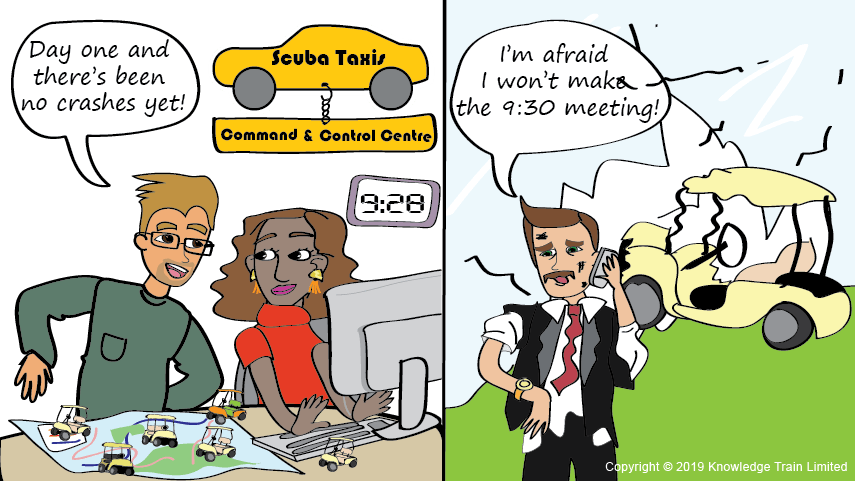 Day one and
there's been
no crashes yet!
Scuba Taxis
Command & Control Centre
9:28
I'm afraid
I won't make
the 9:30 meeting!
Copyright © 2019 Knowledge Train Limited